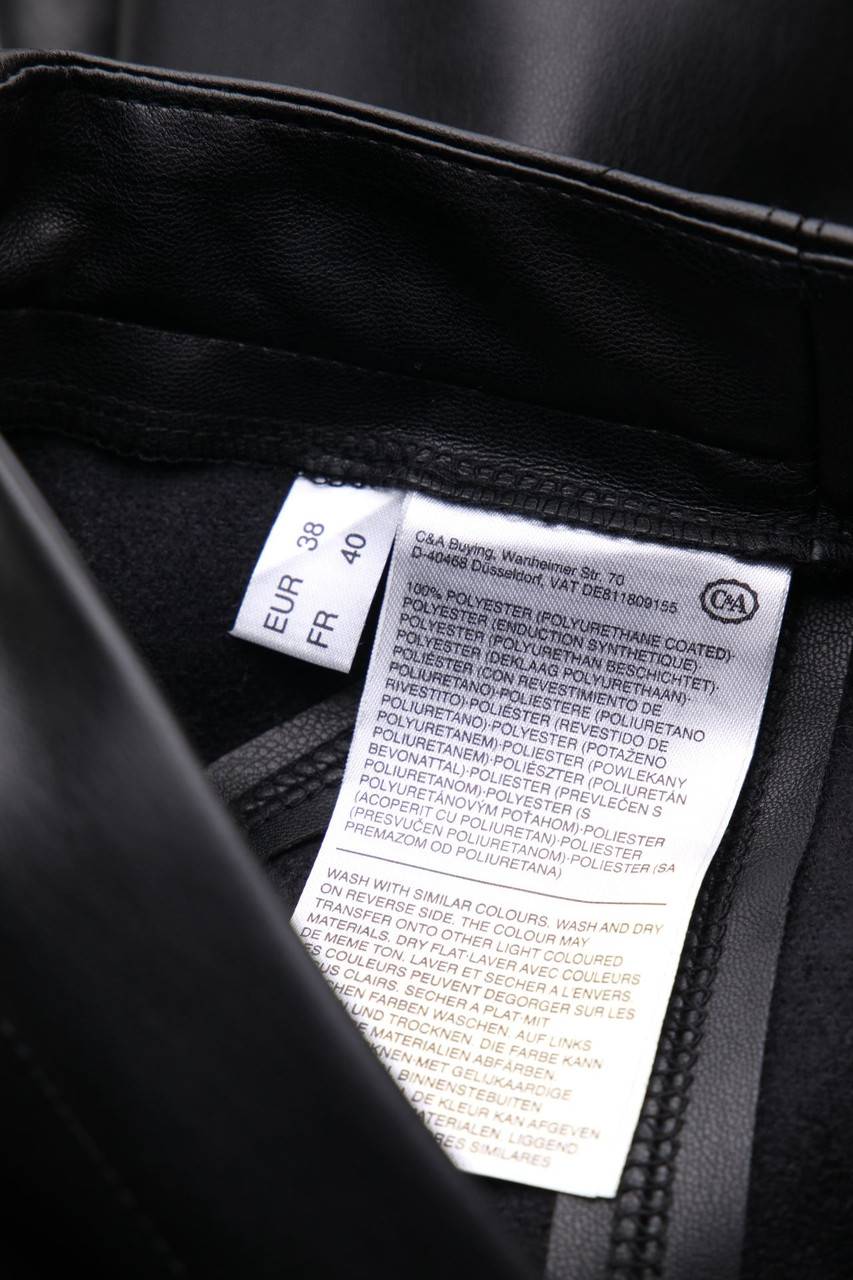 EUR 38
FR 40
C&A Buying, Wanheimer Str. 70
D-40468 Düsseldorf, VAT DE811809155
C&A
100% POLYESTER (POLYURETHANE COATED)·
POLYESTER (ENDUCTION SYNTHETIQUE)·
POLYESTER (POLYURETHAN BESCHICHTET)·
POLYESTER (DEKLAAG POLYURETHAAN)·
POLIÉSTER (CON REVESTIMIENTO DE
POLIURETANO)·POLIESTERE (POLIURETANO
RIVESTITO)·POLIÉSTER (REVESTIDO DE
POLIURETANO)·POLYESTER (POTAŽENO
POLYURETANEM)·POLIESTER (POWLEKANY
POLIURETANEM)·POLIÉSZTER (POLIURETÁN
BEVONATTAL)·POLIESTER (PREVLEČEN S
POLIURETANOM)·POLYESTER (S
POLYURETÁNOVÝM POŤAHOM)·POLIESTER
(ACOPERIT CU POLIURETAN)·POLIESTER
(PRESVUČEN POLIURETANOM)·POLIESTER (SA
PREMAZOM OD POLIURETANA)
WASH WITH SIMILAR COLOURS. WASH AND DRY
ON REVERSE SIDE. THE COLOUR MAY
TRANSFER ONTO OTHER LIGHT COLOURED
MATERIALS. DRY FLAT·LAVER AVEC COULEURS
DE MEME TON. LAVER ET SECHER A L'ENVERS.
ES COULEURS PEUVENT DEGORGER SUR LES
SUS CLAIRS. SECHER A PLAT·MIT
CHEN FARBEN WASCHEN. AUF LINKS
UND TROCKNEN. DIE FARBE KANN
MATERIALIEN ABFÄRBEN.
KNEN·MET GELIJKAARDIGE
BINNENSTEBUITEN
DE KLEUR KAN AFGEVEN
ATERIALEN. LIGGEND
RES SIMILARES